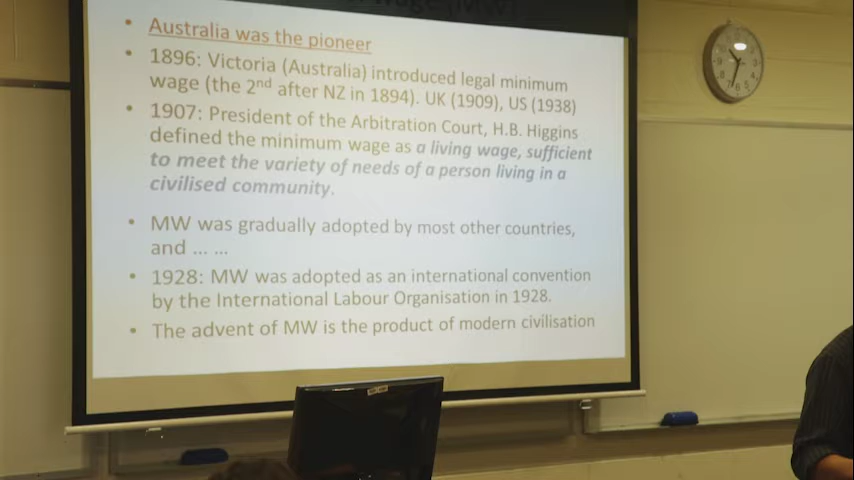 Australia was the pioneer
1896: Victoria (Australia) introduced legal minimum
wage (the 2nd after NZ in 1894). UK (1909), US (1938)
1907: President of the Arbitration Court, H.B. Higgins
defined the minimum wage as a living wage, sufficient
to meet the variety of needs of a person living in a
civilised community.
MW was gradually adopted by most other countries,
and ... ...
1928: MW was adopted as an international convention
by the International Labour Organisation in 1928.
The advent of MW is the product of modern civilisation